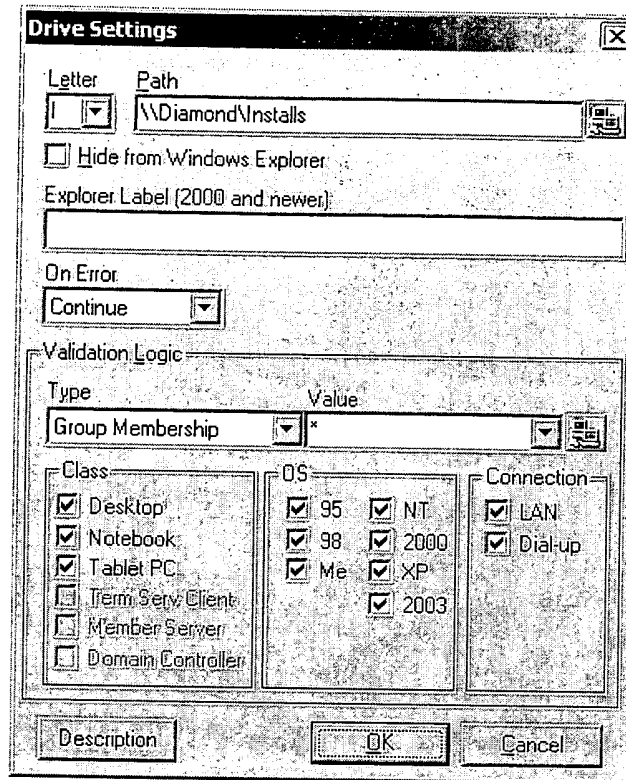 Drive Settings
Letter Path
I \\Diamond\Installs
Hide from Windows Explorer
Explorer Label (2000 and newer)
On Error
Continue
Validation Logic
Type Value
Group Membership *
Class OS Connection
Desktop 95 NT LAN
Notebook 98 2000 Dial-up
Tablet PC Me XP
Term Serv Client 2003
Member Server
Domain Controller
Description OK Cancel